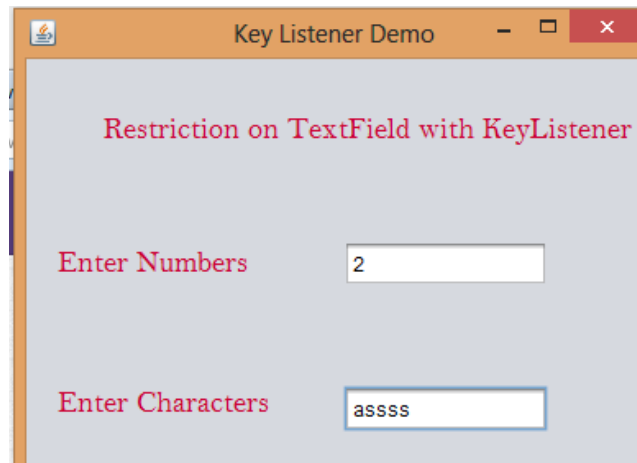 Key Listener Demo
Restriction on TextField with KeyListener
Enter Numbers 2
Enter Characters assss